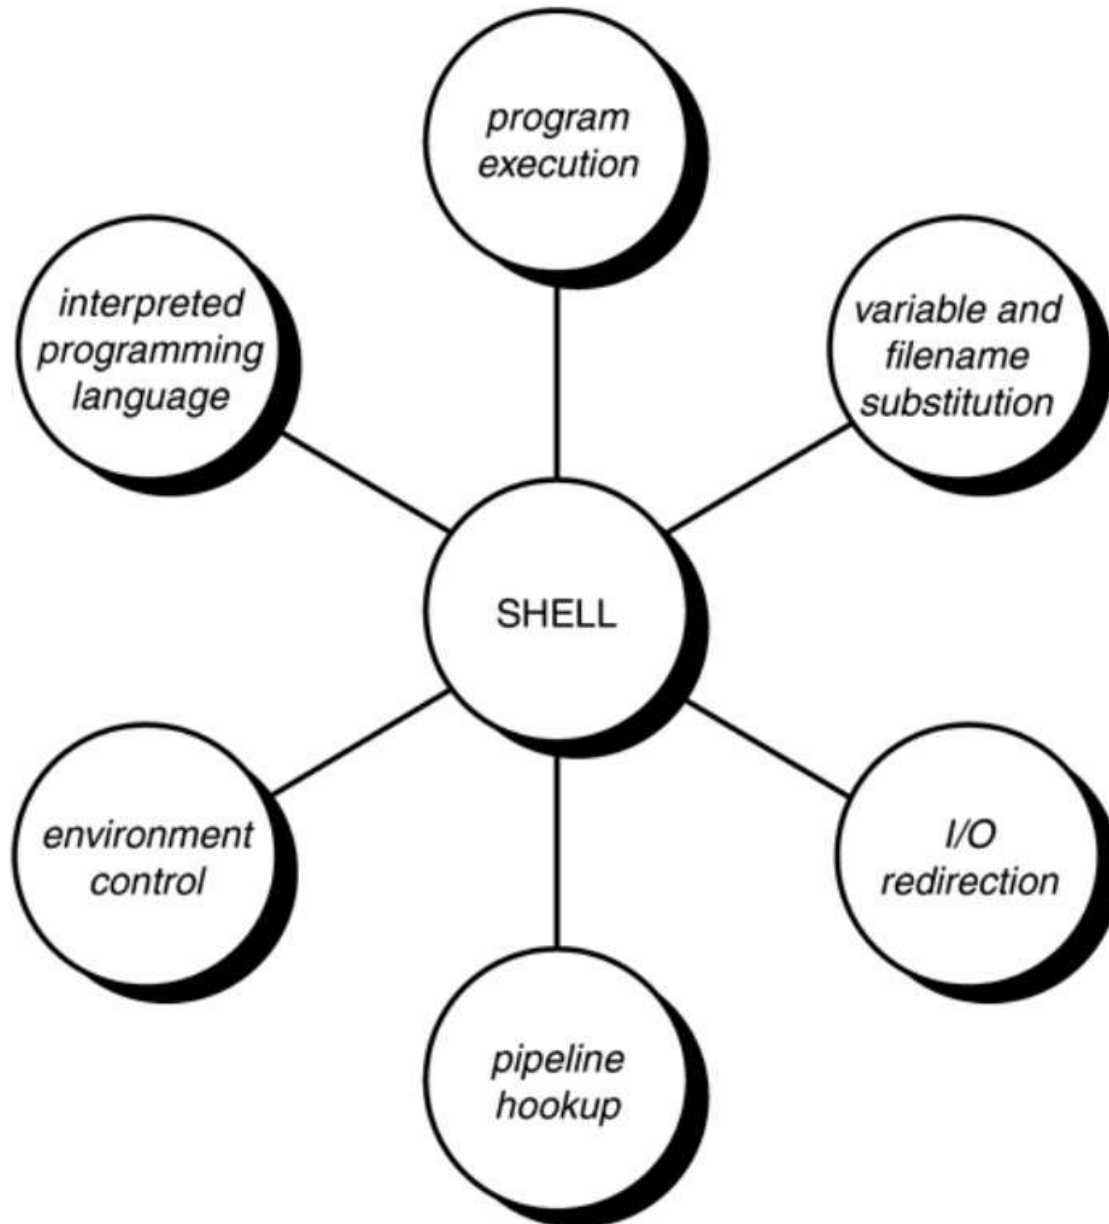 program
execution
interpreted
programming
language
variable and
filename
substitution
SHELL
environment
control
I/O
redirection
pipeline
hookup